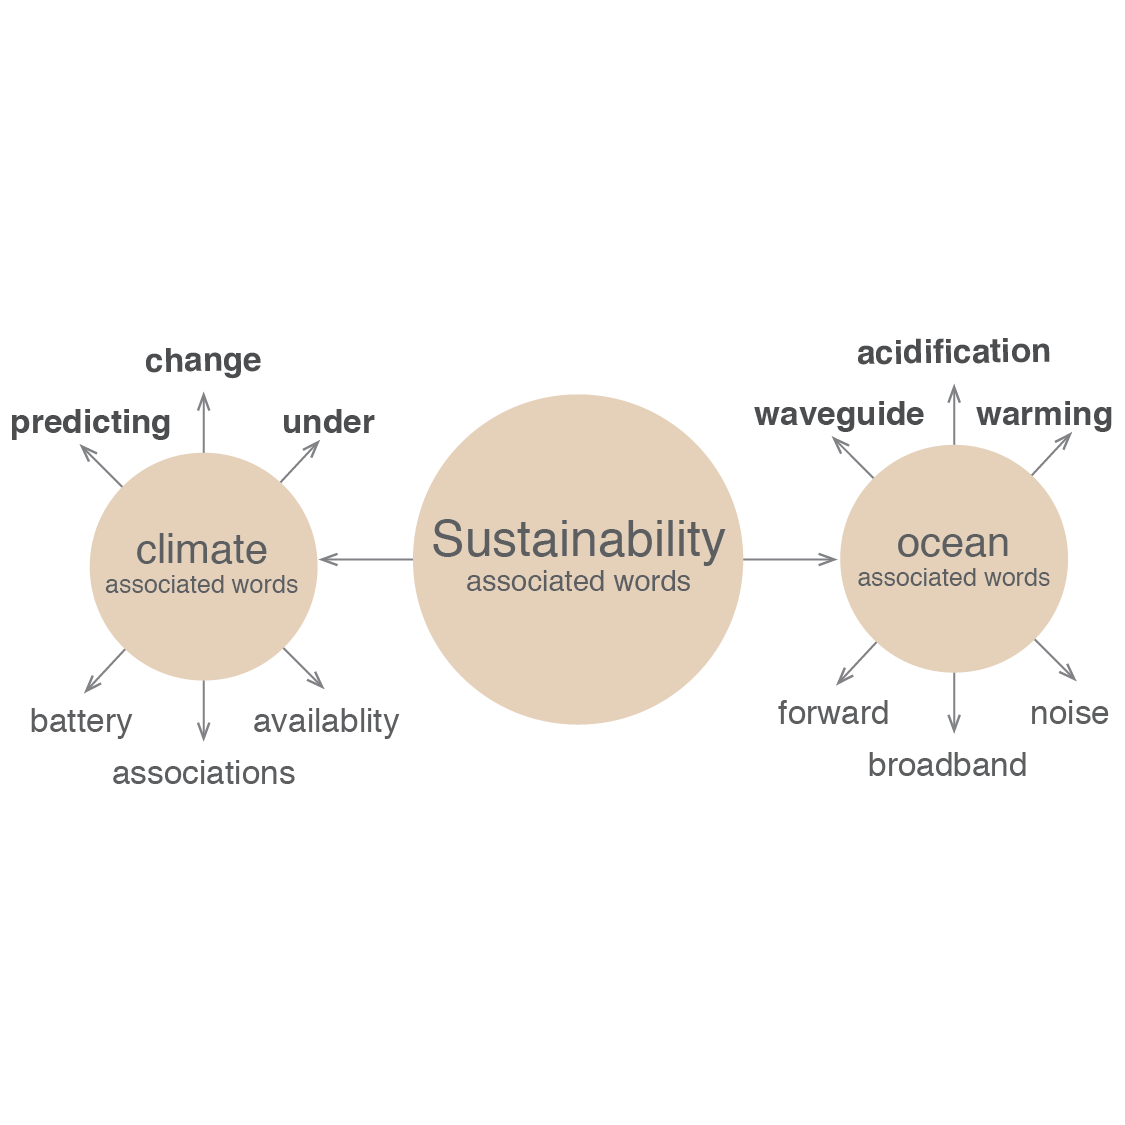 change
predicting
under
climate
associated words
battery
availablity
associations
Sustainability
associated words
acidification
waveguide
warming
ocean
associated words
forward
noise
broadband